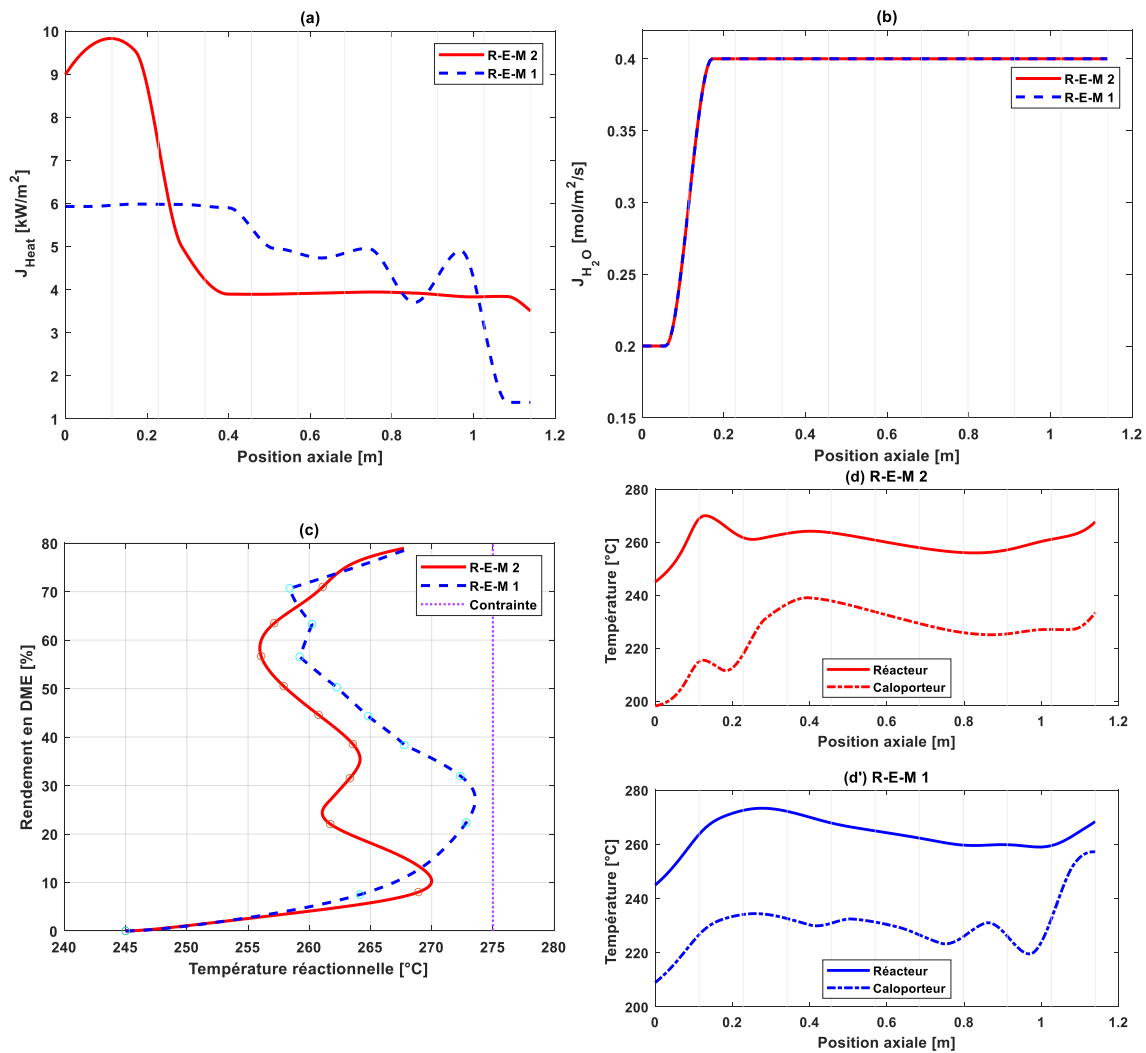 (a)
10
9
8
7
6
5
4
3
2
1
J_Heat [kW/m²]
R-E-M 2
R-E-M 1
0 0.2 0.4 0.6 0.8 1 1.2
Position axiale [m]
(b)
0.4
0.35
0.3
0.25
0.2
0.15
J_H₂O [mol/m²/s]
R-E-M 2
R-E-M 1
0 0.2 0.4 0.6 0.8 1 1.2
Position axiale [m]
(c)
80
70
60
50
40
30
20
10
0
Rendement en DME [%]
R-E-M 2
R-E-M 1
Contrainte
240 245 250 255 260 265 270 275 280
Température réactionnelle [°C]
(d) R-E-M 2
280
260
240
220
200
Température [°C]
Réacteur
Caloporteur
0 0.2 0.4 0.6 0.8 1 1.2
Position axiale [m]
(d') R-E-M 1
280
260
240
220
200
Température [°C]
Réacteur
Caloporteur
0 0.2 0.4 0.6 0.8 1 1.2
Position axiale [m]